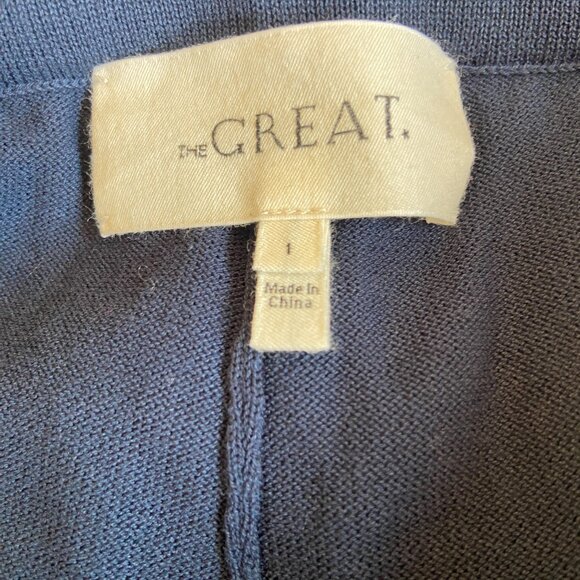 THE GREAT.
1
Made In
China